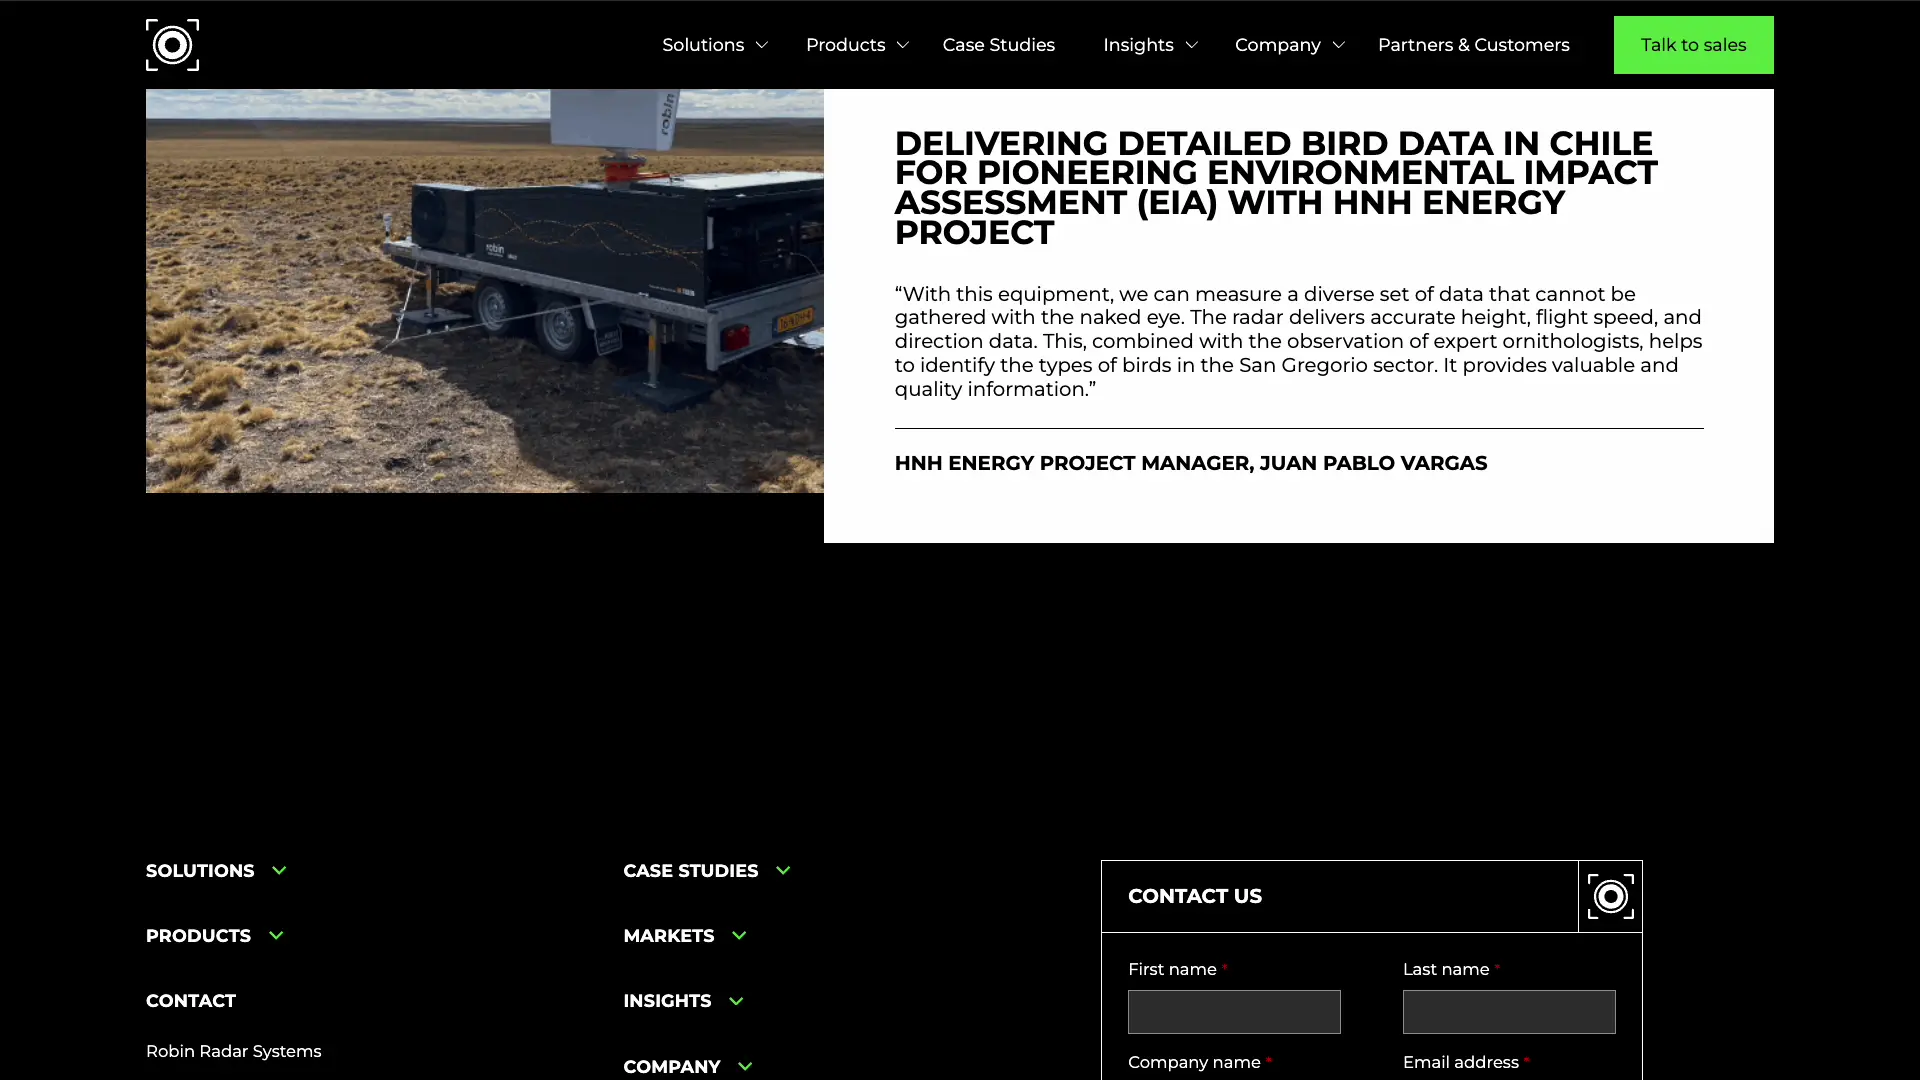 Solutions
Products
Case Studies
Insights
Company
Partners & Customers
Talk to sales
robin
robin
DELIVERING DETAILED BIRD DATA IN CHILE
FOR PIONEERING ENVIRONMENTAL IMPACT
ASSESSMENT (EIA) WITH HNH ENERGY
PROJECT
“With this equipment, we can measure a diverse set of data that cannot be
gathered with the naked eye. The radar delivers accurate height, flight speed, and
direction data. This, combined with the observation of expert ornithologists, helps
to identify the types of birds in the San Gregorio sector. It provides valuable and
quality information.”
HNH ENERGY PROJECT MANAGER, JUAN PABLO VARGAS
SOLUTIONS
PRODUCTS
CONTACT
Robin Radar Systems
CASE STUDIES
MARKETS
INSIGHTS
COMPANY
CONTACT US
First name *
Last name *
Company name *
Email address *